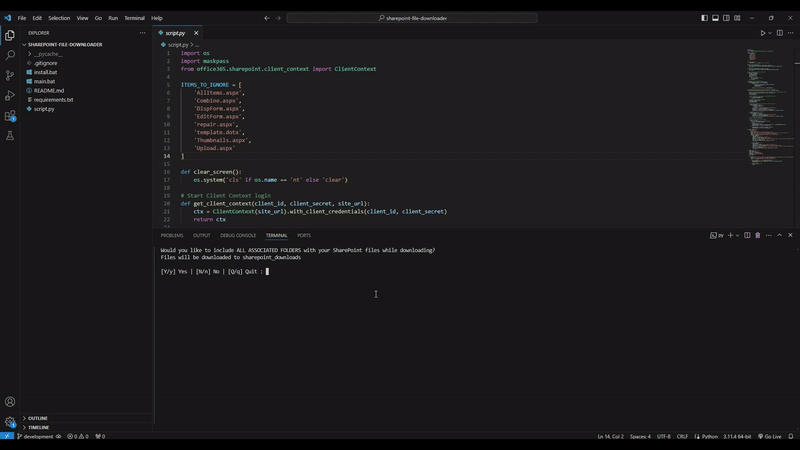 File Edit Selection View Go Run Terminal Help
sharepoint-file-downloader
EXPLORER
SHAREPOINT-FILE-DOWNLOADER
__pycache__
.gitignore
install.bat
main.bat
README.md
requirements.txt
script.py
OUTLINE
TIMELINE
script.py
script.py > ...
1 import os
2 import maskpass
3 from office365.sharepoint.client_context import ClientContext
4
5 ITEMS_TO_IGNORE = [
6 'AllItems.aspx',
7 'Combine.aspx',
8 'DispForm.aspx',
9 'EditForm.aspx',
10 'repair.aspx',
11 'template.dotx',
12 'Thumbnails.aspx',
13 'Upload.aspx'
14 ]
15
16 def clear_screen():
17 os.system('cls' if os.name == 'nt' else 'clear')
18
19 # Start Client Context login
20 def get_client_context(client_id, client_secret, site_url):
21 ctx = ClientContext(site_url).with_client_credentials(client_id, client_secret)
22 return ctx
PROBLEMS OUTPUT DEBUG CONSOLE TERMINAL PORTS
py
Would you like to include ALL ASSOCIATED FOLDERS with your SharePoint files while downloading?
Files will be downloaded to sharepoint_downloads
[Y/y] Yes | [N/n] No | [Q/q] Quit :
development 0 0 0 Ln 14, Col 2 Spaces: 4 UTF-8 CRLF Python 3.11.4 64-bit Go Live